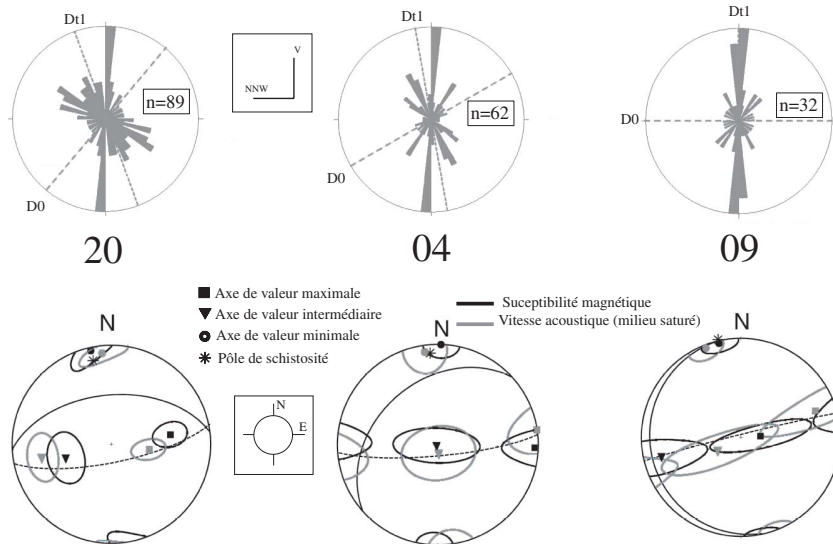 Dt1
n=89
D0
V
NNW
Dt1
n=62
D0
Dt1
D0
n=32
20
04
09
Axe de valeur maximale
Axe de valeur intermédiaire
Axe de valeur minimale
Pôle de schistosité
Suceptibilité magnétique
Vitesse acoustique (milieu saturé)
N
N
N
N
E